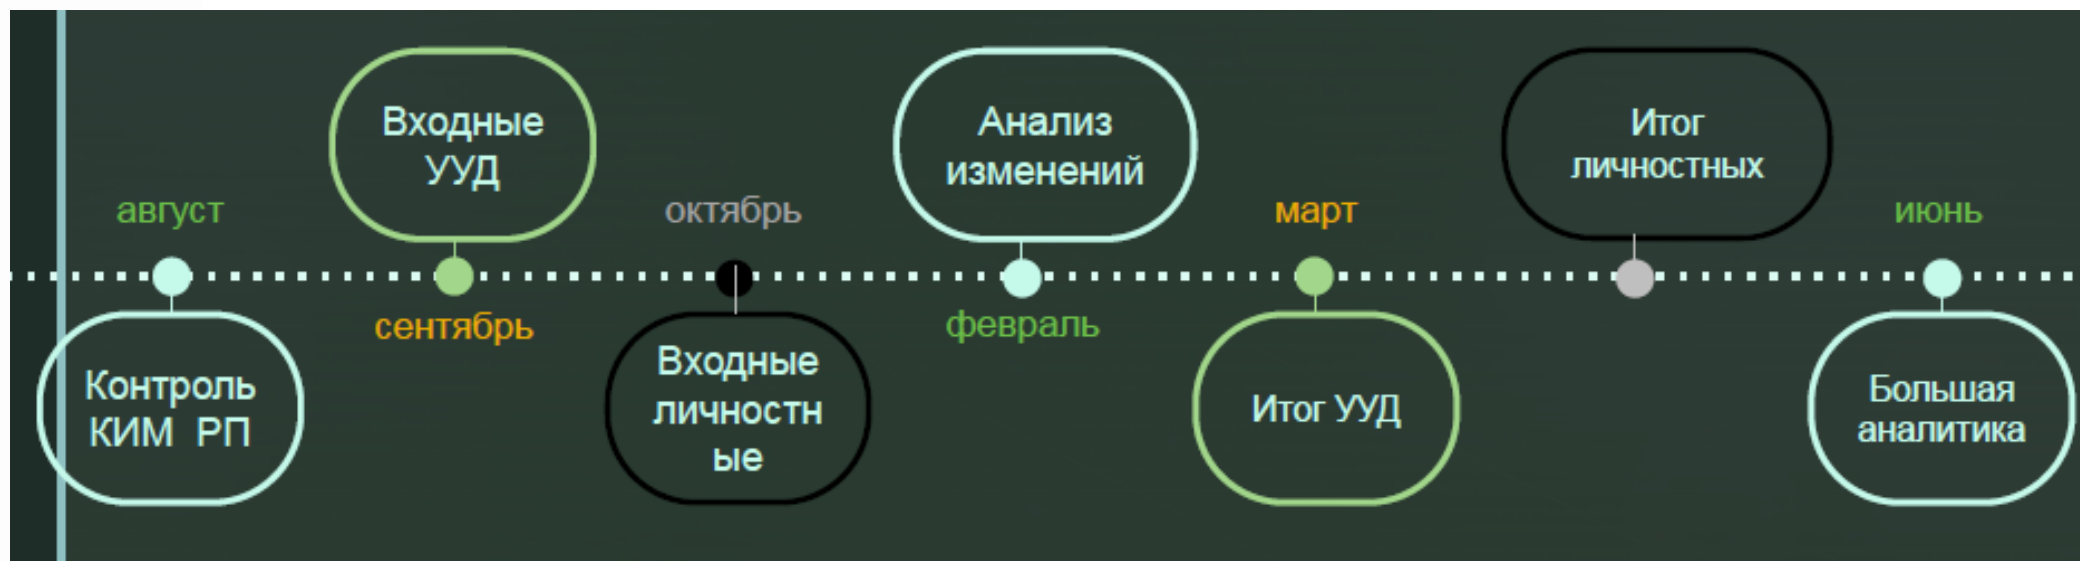 август
Контроль
КИМ РП
Входные
УУД
сентябрь
октябрь
Входные
личностн
ые
Анализ
изменений
февраль
март
Итог УУД
Итог
личностных
июнь
Большая
аналитика